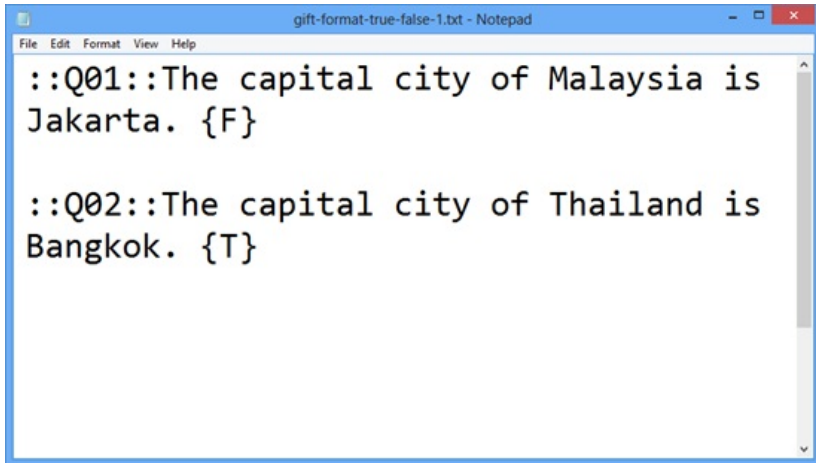 gift-format-true-false-1.txt - Notepad
File Edit Format View Help
::Q01::The capital city of Malaysia is
Jakarta. {F}
::Q02::The capital city of Thailand is
Bangkok. {T}